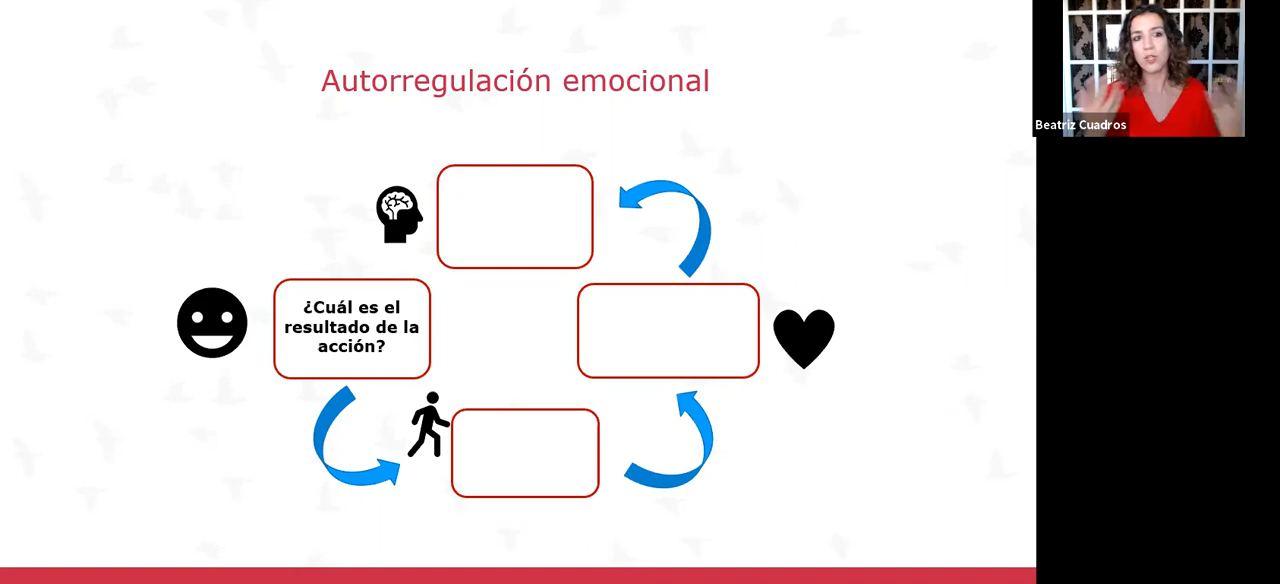 Autorregulación emocional
Beatriz Cuadros
¿Cuál es el
resultado de la
acción?